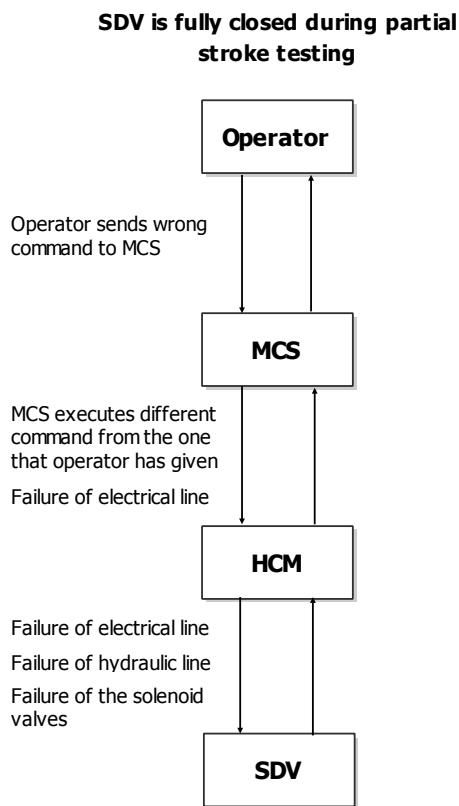 SDV is fully closed during partial
stroke testing
Operator
Operator sends wrong
command to MCS
MCS
MCS executes different
command from the one
that operator has given
Failure of electrical line
HCM
Failure of electrical line
Failure of hydraulic line
Failure of the solenoid
valves
SDV